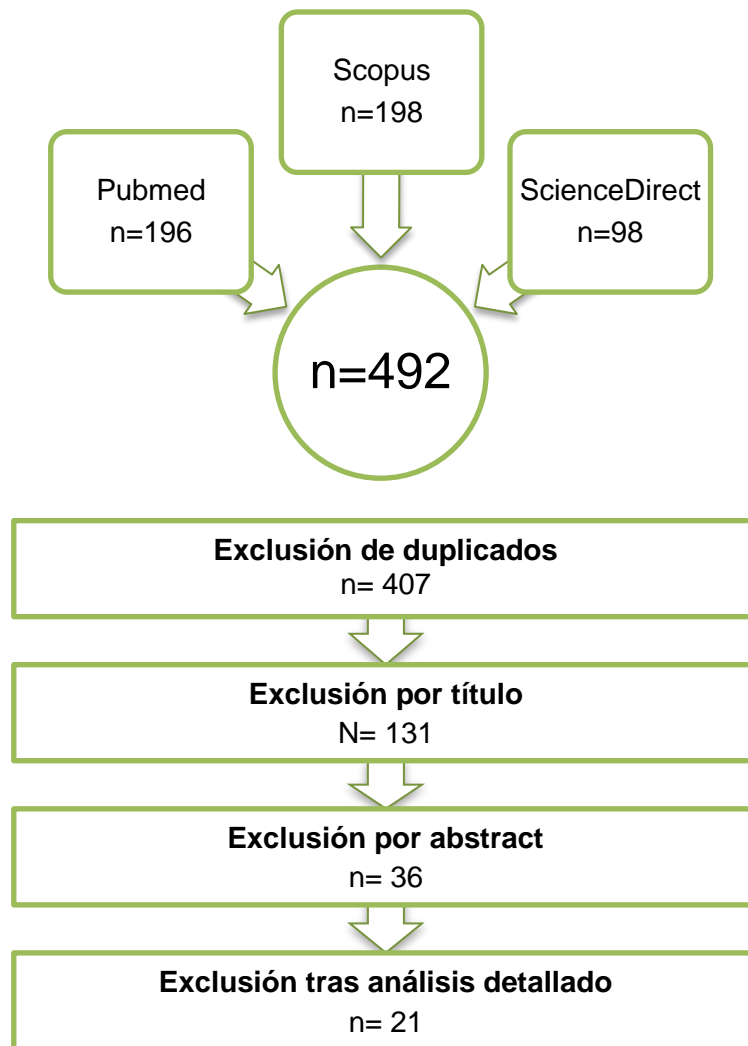 Scopus
n=198
Pubmed
n=196
ScienceDirect
n=98
n=492
Exclusión de duplicados
n= 407
Exclusión por título
N= 131
Exclusión por abstract
n= 36
Exclusión tras análisis detallado
n= 21